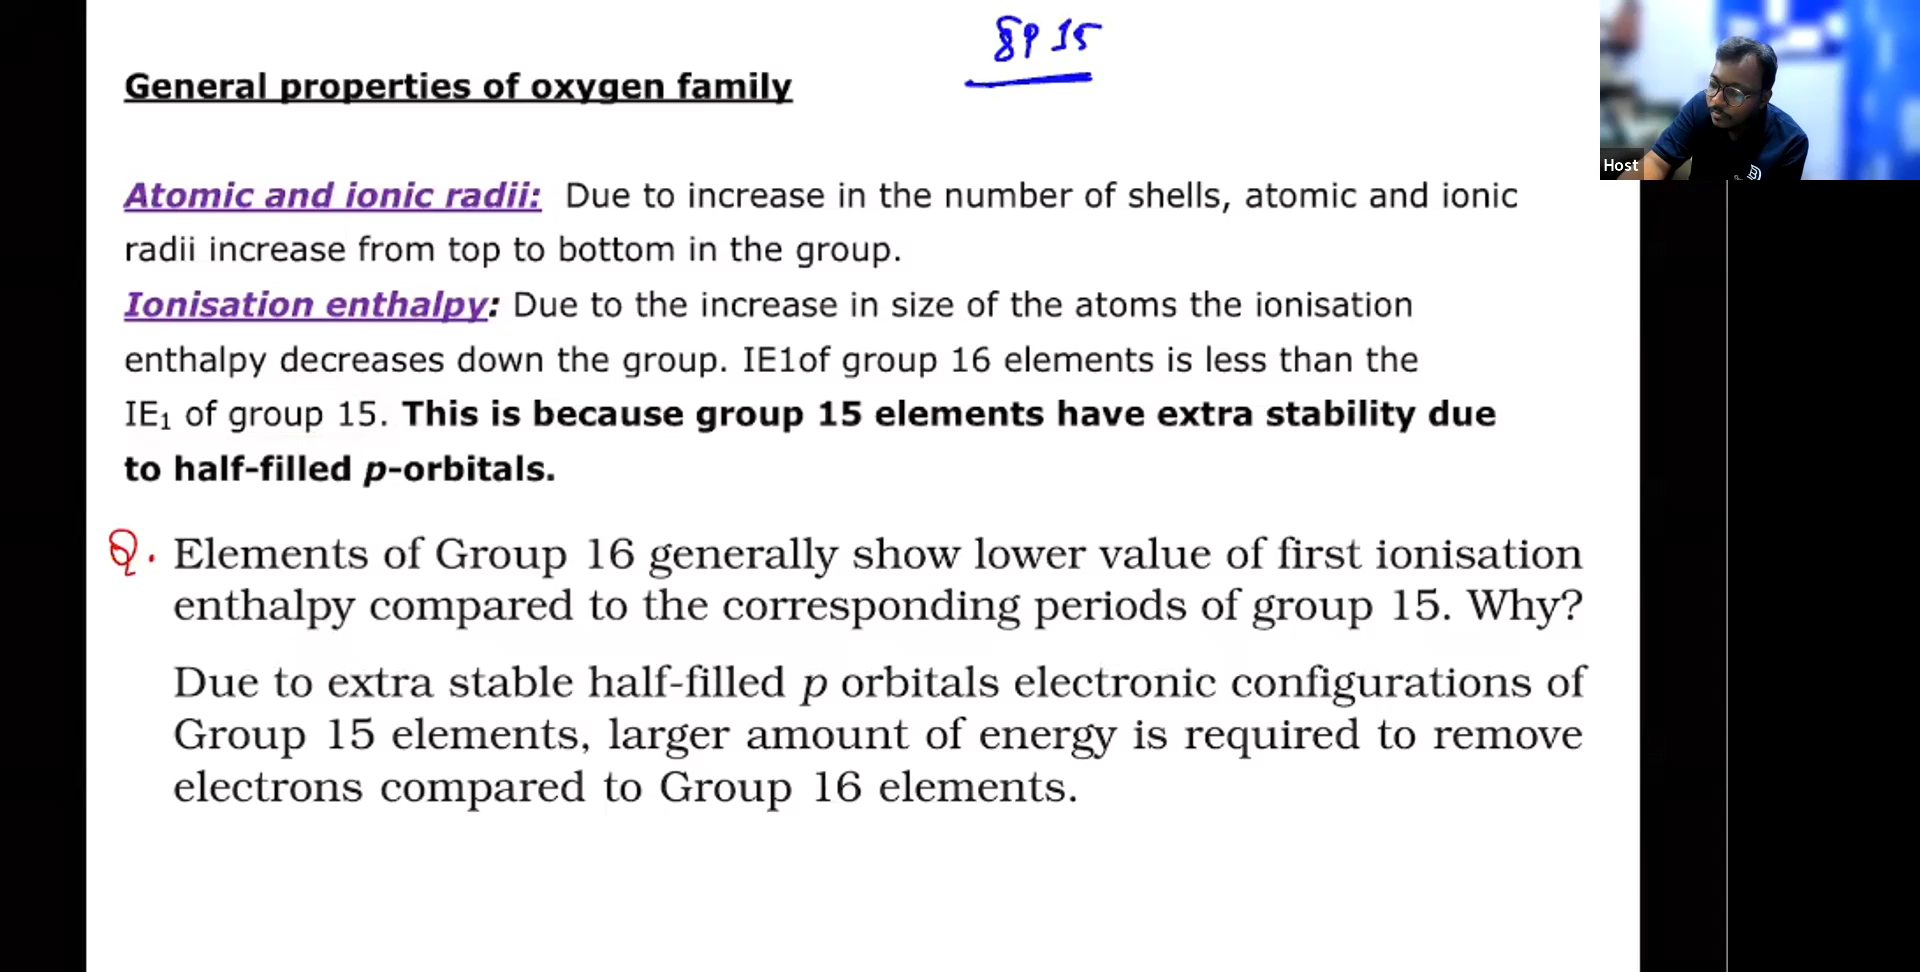 gp 15
General properties of oxygen family
Host
Atomic and ionic radii: Due to increase in the number of shells, atomic and ionic
radii increase from top to bottom in the group.
Ionisation enthalpy: Due to the increase in size of the atoms the ionisation
enthalpy decreases down the group. IE1of group 16 elements is less than the
IE₁ of group 15. This is because group 15 elements have extra stability due
to half-filled p-orbitals.
Q. Elements of Group 16 generally show lower value of first ionisation
enthalpy compared to the corresponding periods of group 15. Why?
Due to extra stable half-filled p orbitals electronic configurations of
Group 15 elements, larger amount of energy is required to remove
electrons compared to Group 16 elements.